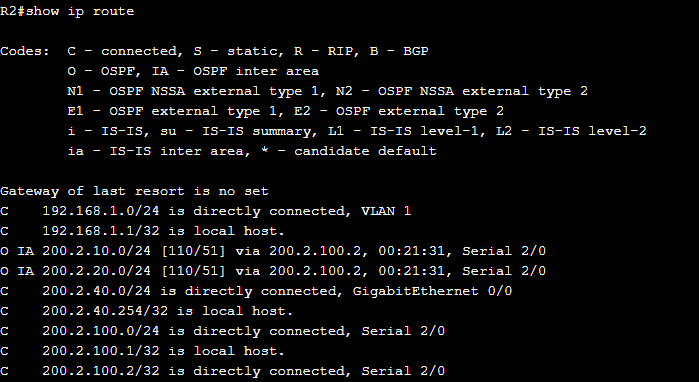 R2#show ip route
Codes:  C - connected, S - static, R - RIP, B - BGP
        O - OSPF, IA - OSPF inter area
        N1 - OSPF NSSA external type 1, N2 - OSPF NSSA external type 2
        E1 - OSPF external type 1, E2 - OSPF external type 2
        i - IS-IS, su - IS-IS summary, L1 - IS-IS level-1, L2 - IS-IS level-2
        ia - IS-IS inter area, * - candidate default
Gateway of last resort is no set
C    192.168.1.0/24 is directly connected, VLAN 1
C    192.168.1.1/32 is local host.
O IA 200.2.10.0/24 [110/51] via 200.2.100.2, 00:21:31, Serial 2/0
O IA 200.2.20.0/24 [110/51] via 200.2.100.2, 00:21:31, Serial 2/0
C    200.2.40.0/24 is directly connected, GigabitEthernet 0/0
C    200.2.40.254/32 is local host.
C    200.2.100.0/24 is directly connected, Serial 2/0
C    200.2.100.1/32 is local host.
C    200.2.100.2/32 is directly connected, Serial 2/0